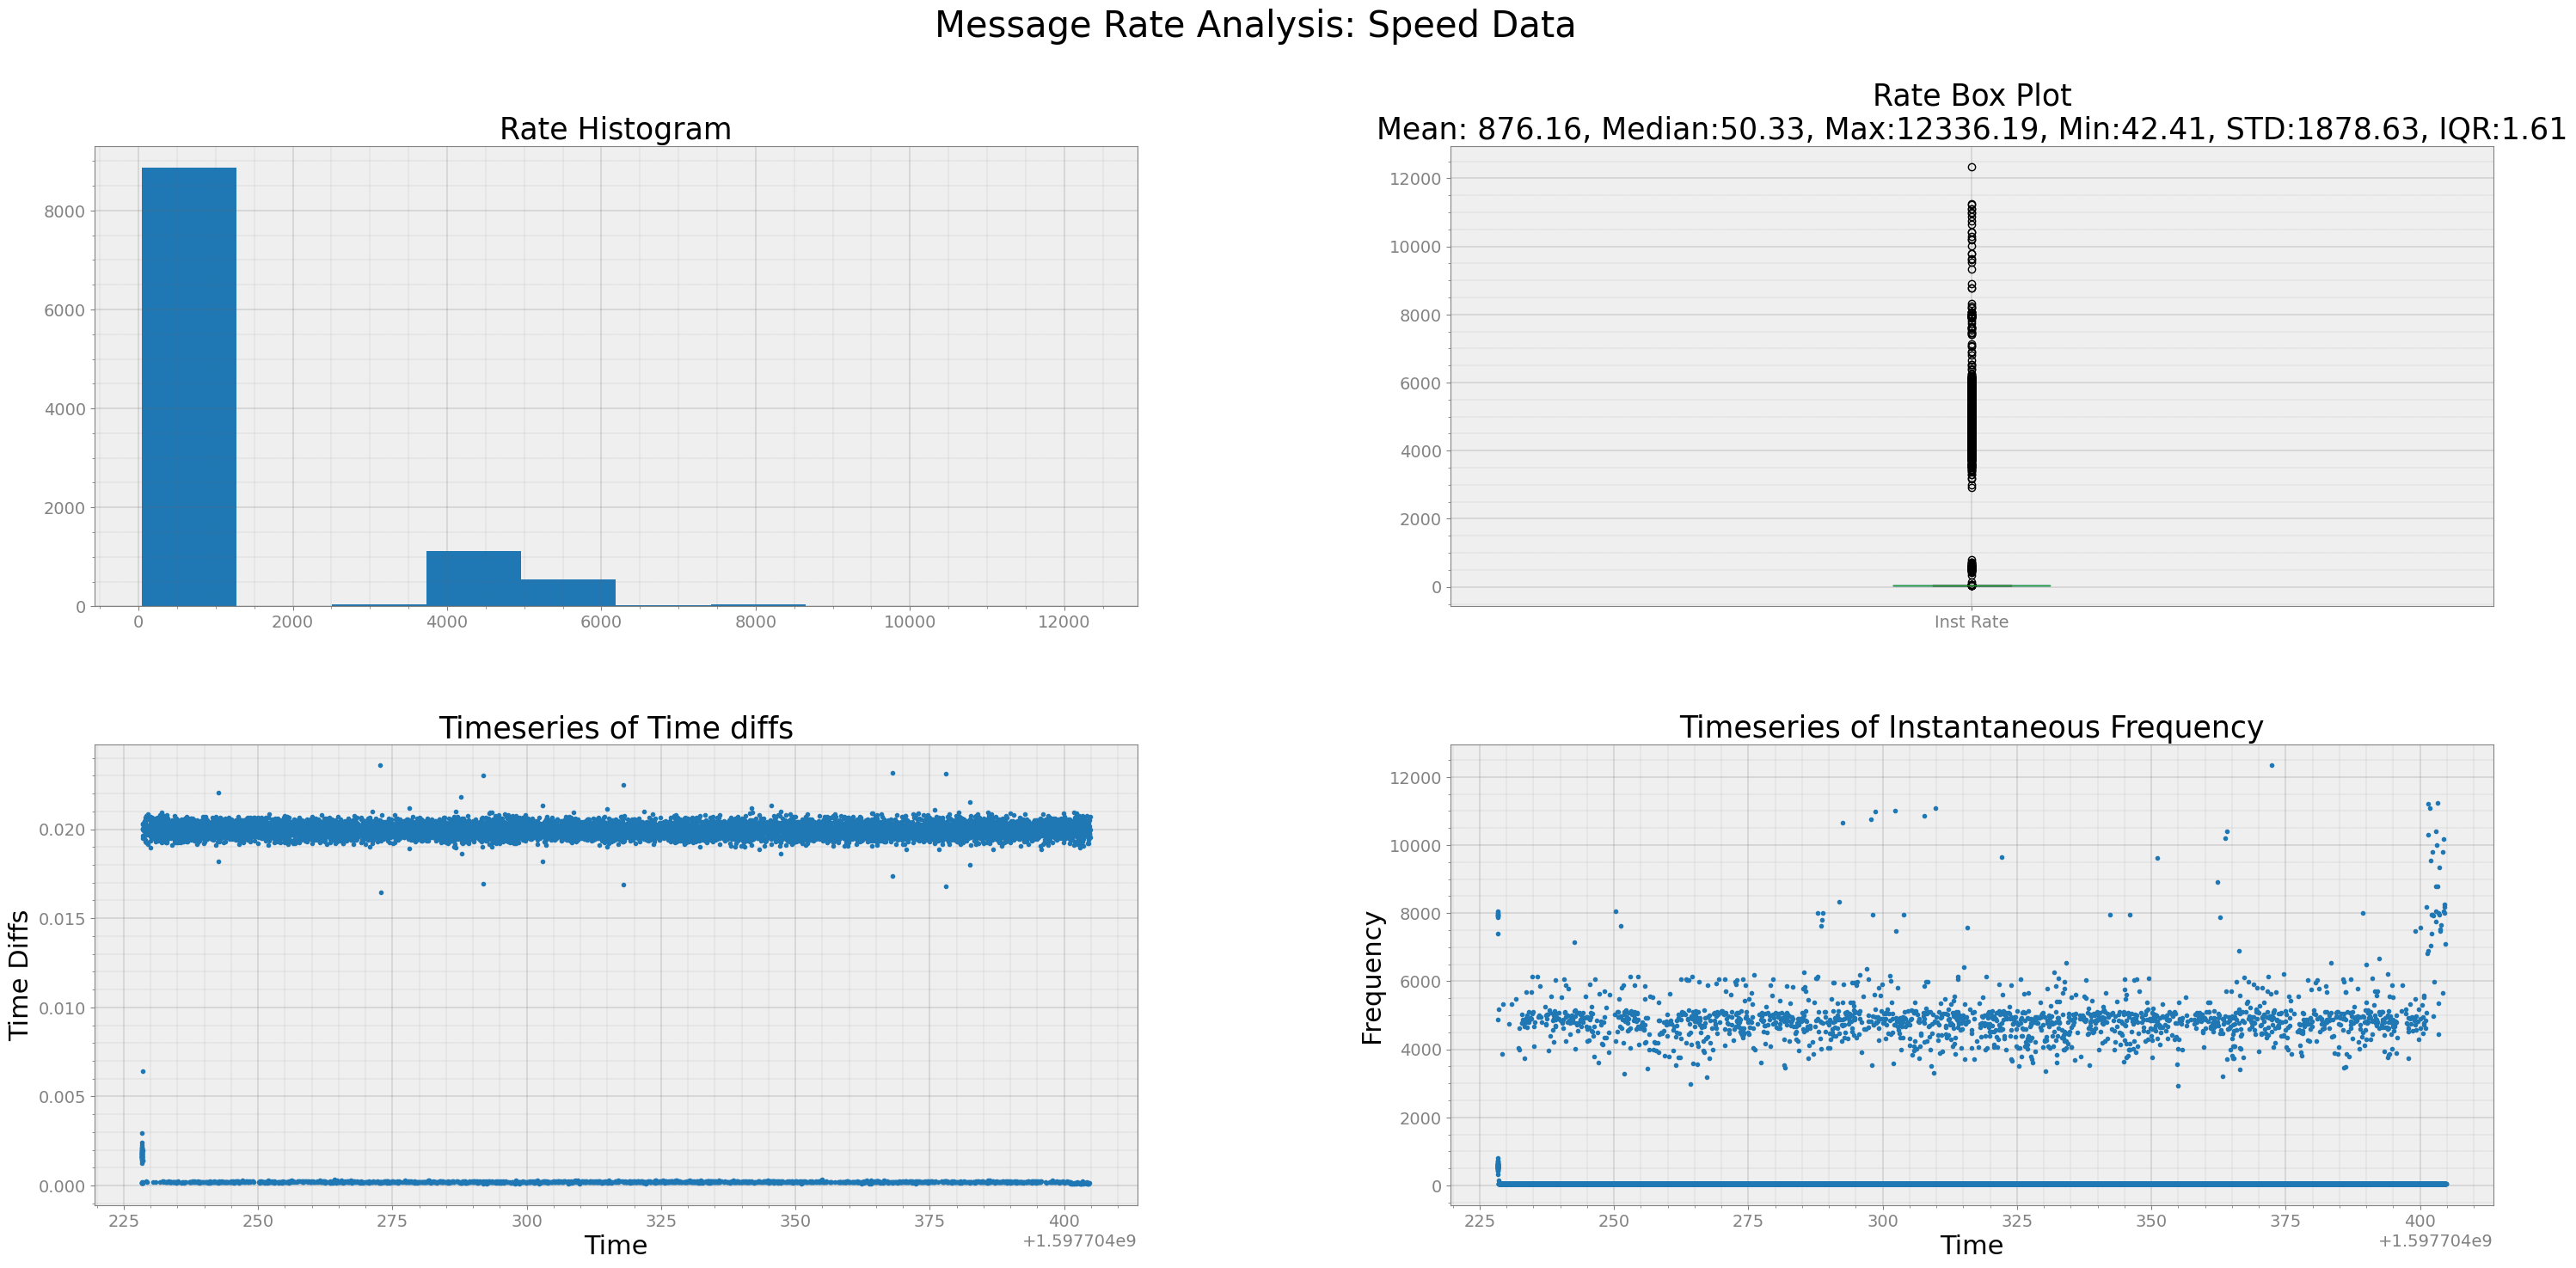 Message Rate Analysis: Speed Data
Rate Histogram
8000
6000
4000
2000
0
0 2000 4000 6000 8000 10000 12000
Rate Box Plot
Mean: 876.16, Median:50.33, Max:12336.19, Min:42.41, STD:1878.63, IQR:1.61
12000
10000
8000
6000
4000
2000
0
Inst Rate
Timeseries of Time diffs
Time Diffs
0.020
0.015
0.010
0.005
0.000
225 250 275 300 325 350 375 400
Time
+1.597704e9
Timeseries of Instantaneous Frequency
Frequency
12000
10000
8000
6000
4000
2000
0
225 250 275 300 325 350 375 400
Time
+1.597704e9